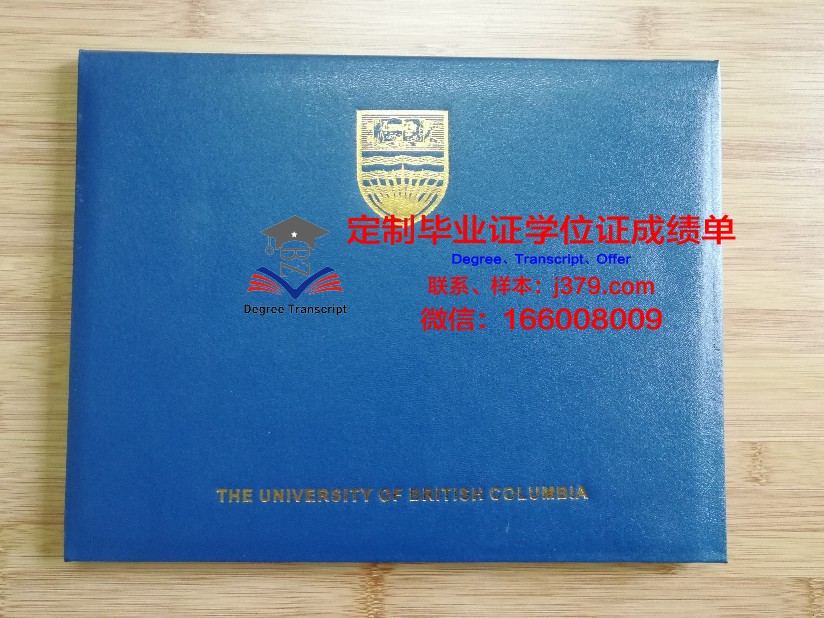 定制毕业证学位证成绩单
Degree、Transcript、Offer
联系、样本：j379.com
微信：166008009
Degree Transcript
THE UNIVERSITY OF BRITISH COLUMBIA